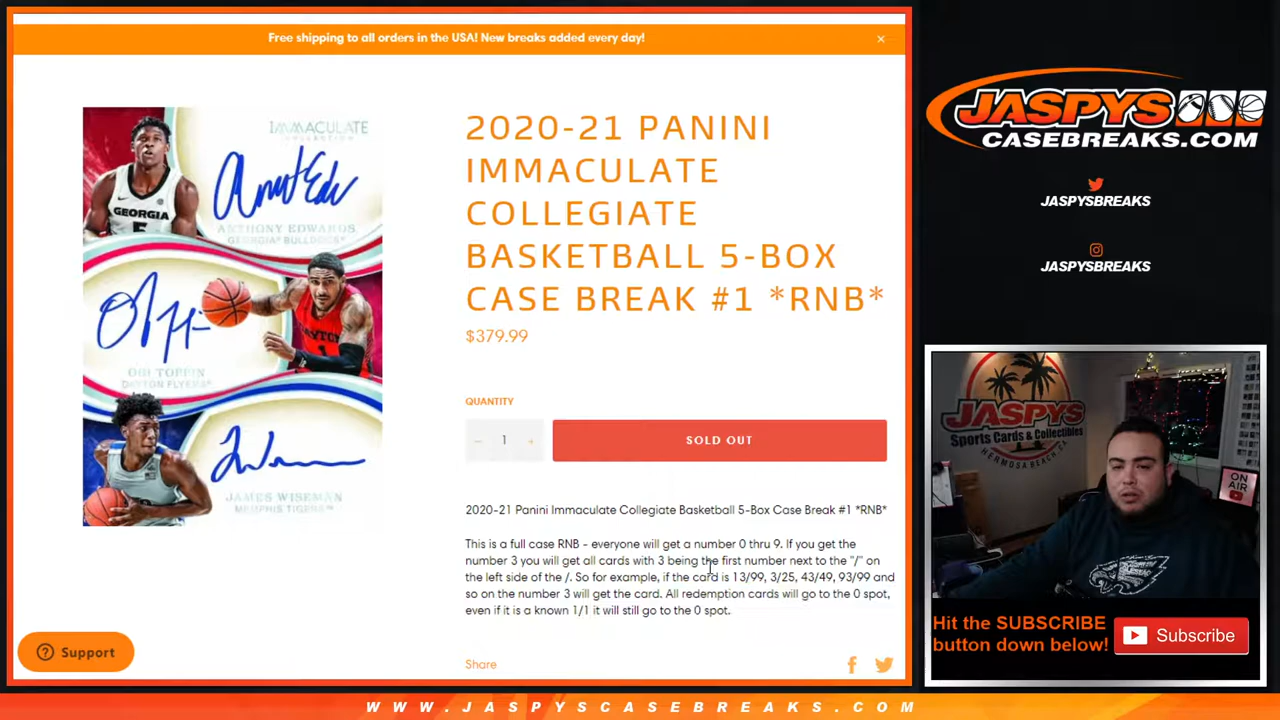 Free shipping to all orders in the USA! New breaks added every day!
×
IMMACULATE
COLLECTION
GEORGIA
5
ANTHONY EDWARDS
GEORGIA BULLDOGS
DAYTON
1
OBI TOPPIN
DAYTON FLYERS
JAMES WISEMAN
MEMPHIS TIGERS
2020-21 PANINI
IMMACULATE
COLLEGIATE
BASKETBALL 5-BOX
CASE BREAK #1 *RNB*
$379.99
QUANTITY
− 1 +
SOLD OUT
2020-21 Panini Immaculate Collegiate Basketball 5-Box Case Break #1 *RNB*
This is a full case RNB - everyone will get a number 0 thru 9. If you get the
number 3 you will get all cards with 3 being the first number next to the "/" on
the left side of the /. So for example, if the card is 13/99, 3/25, 43/49, 93/99 and
so on the number 3 will get the card. All redemption cards will go to the 0 spot,
even if it is a known 1/1 it will still go to the 0 spot.
Support
Share
JASPYS
CASEBREAKS.COM
JASPYSBREAKS
JASPYSBREAKS
JASPYS
Sports Cards & Collectibles
HERMOSA BEACH, CA
ON
AIR
Hit the SUBSCRIBE
button down below!
Subscribe
WWW.JASPYSCASEBREAKS.COM